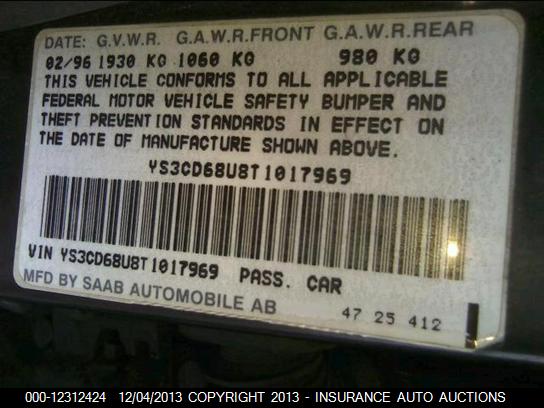 DATE: G.V.W.R. G.A.W.R.FRONT G.A.W.R.REAR
02/96 1930 KG 1060 KG 980 KG
THIS VEHICLE CONFORMS TO ALL APPLICABLE
FEDERAL MOTOR VEHICLE SAFETY BUMPER AND
THEFT PREVENTION STANDARDS IN EFFECT ON
THE DATE OF MANUFACTURE SHOWN ABOVE.
YS3CD68U8T1017969
VIN YS3CD68U8T1017969 PASS. CAR
MFD BY SAAB AUTOMOBILE AB
47 25 412
000-12312424 12/04/2013 COPYRIGHT 2013 - INSURANCE AUTO AUCTIONS